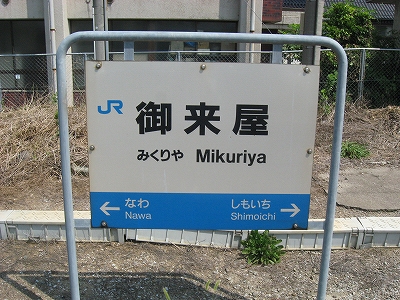 JR 御来屋
みくりや Mikuriya
← なわ しもいち →
Nawa Shimoichi